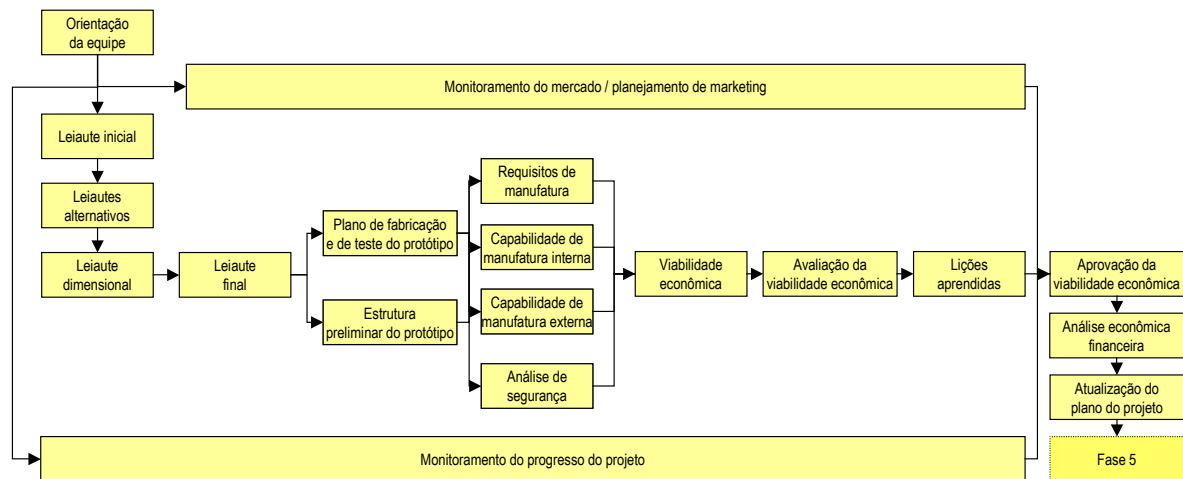 Orientação
da equipe
Monitoramento do mercado / planejamento de marketing
Leiaute inicial
Leiautes
alternativos
Leiaute
dimensional
Leiaute
final
Plano de fabricação
e de teste do protótipo
Estrutura
preliminar do protótipo
Requisitos de
manufatura
Capabilidade de
manufatura interna
Capabilidade de
manufatura externa
Análise de
segurança
Viabilidade
econômica
Avaliação da
viabilidade econômica
Lições
aprendidas
Aprovação da
viabilidade econômica
Análise econômica
financeira
Atualização do
plano do projeto
Fase 5
Monitoramento do progresso do projeto